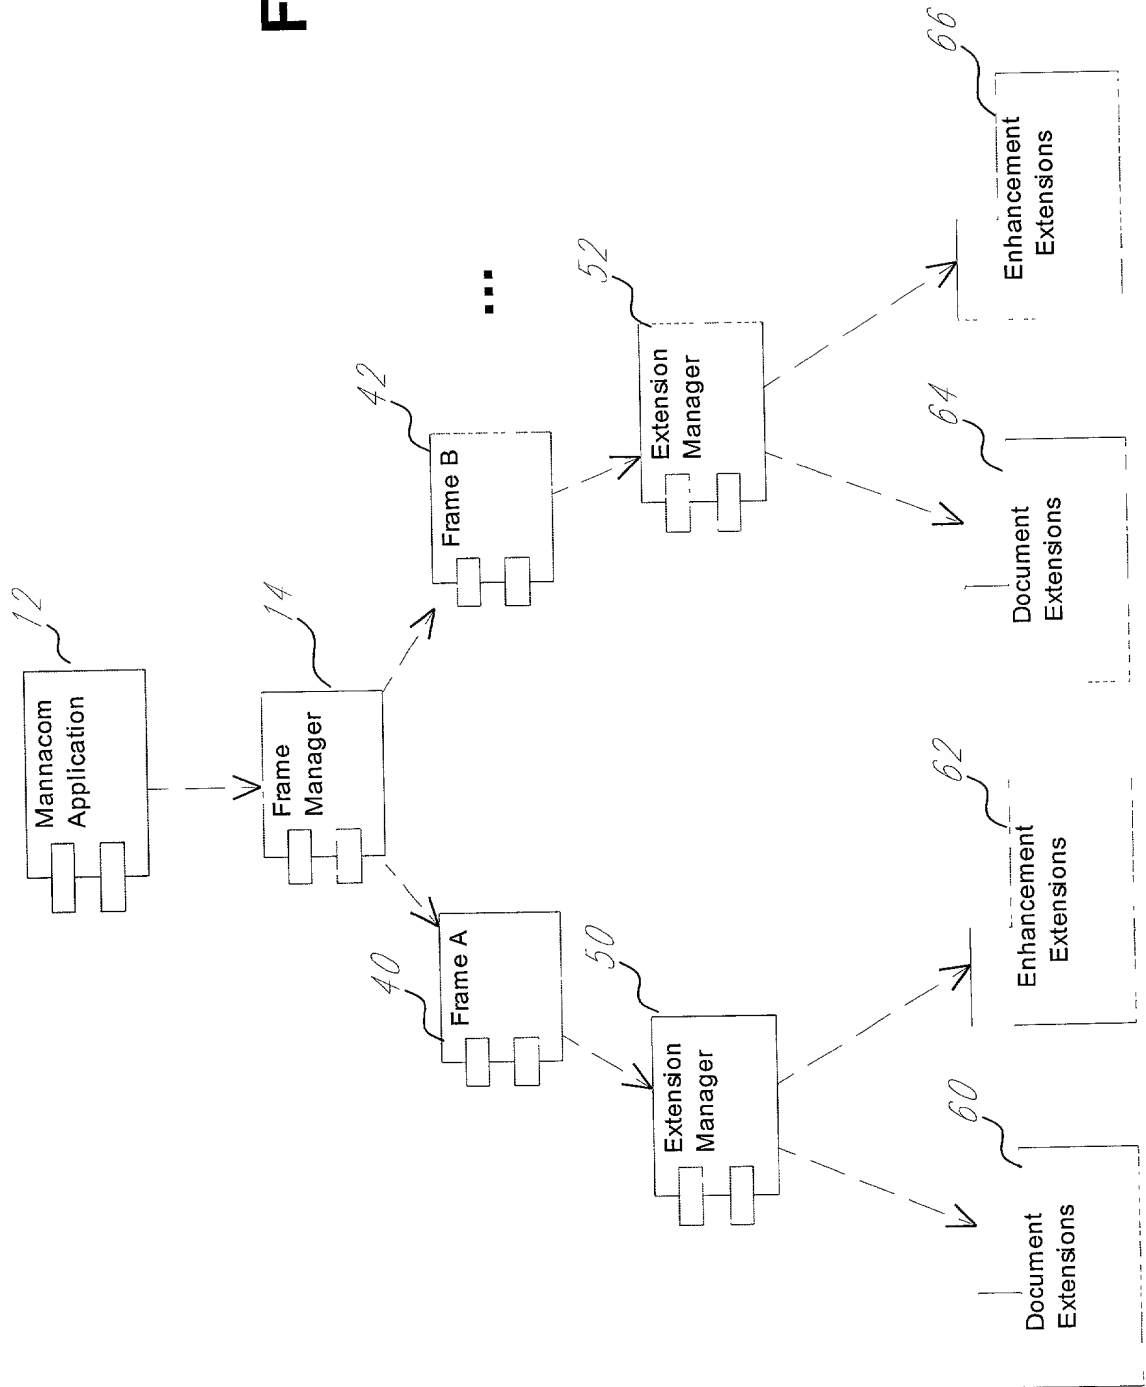 F
12
Mannacom
Application
14
Frame
Manager
40
Frame A
42
Frame B
...
50
Extension
Manager
52
Extension
Manager
60
Document
Extensions
62
Enhancement
Extensions
64
Document
Extensions
66
Enhancement
Extensions